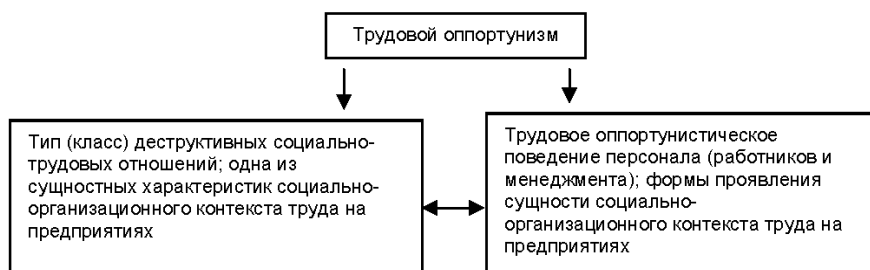 Трудовой оппортунизм
Тип (класс) деструктивных социально-
трудовых отношений; одна из
сущностных характеристик социально-
организационного контекста труда на
предприятиях
Трудовое оппортунистическое
поведение персонала (работников и
менеджмента); формы проявления
сущности социально-
организационного контекста труда на
предприятиях